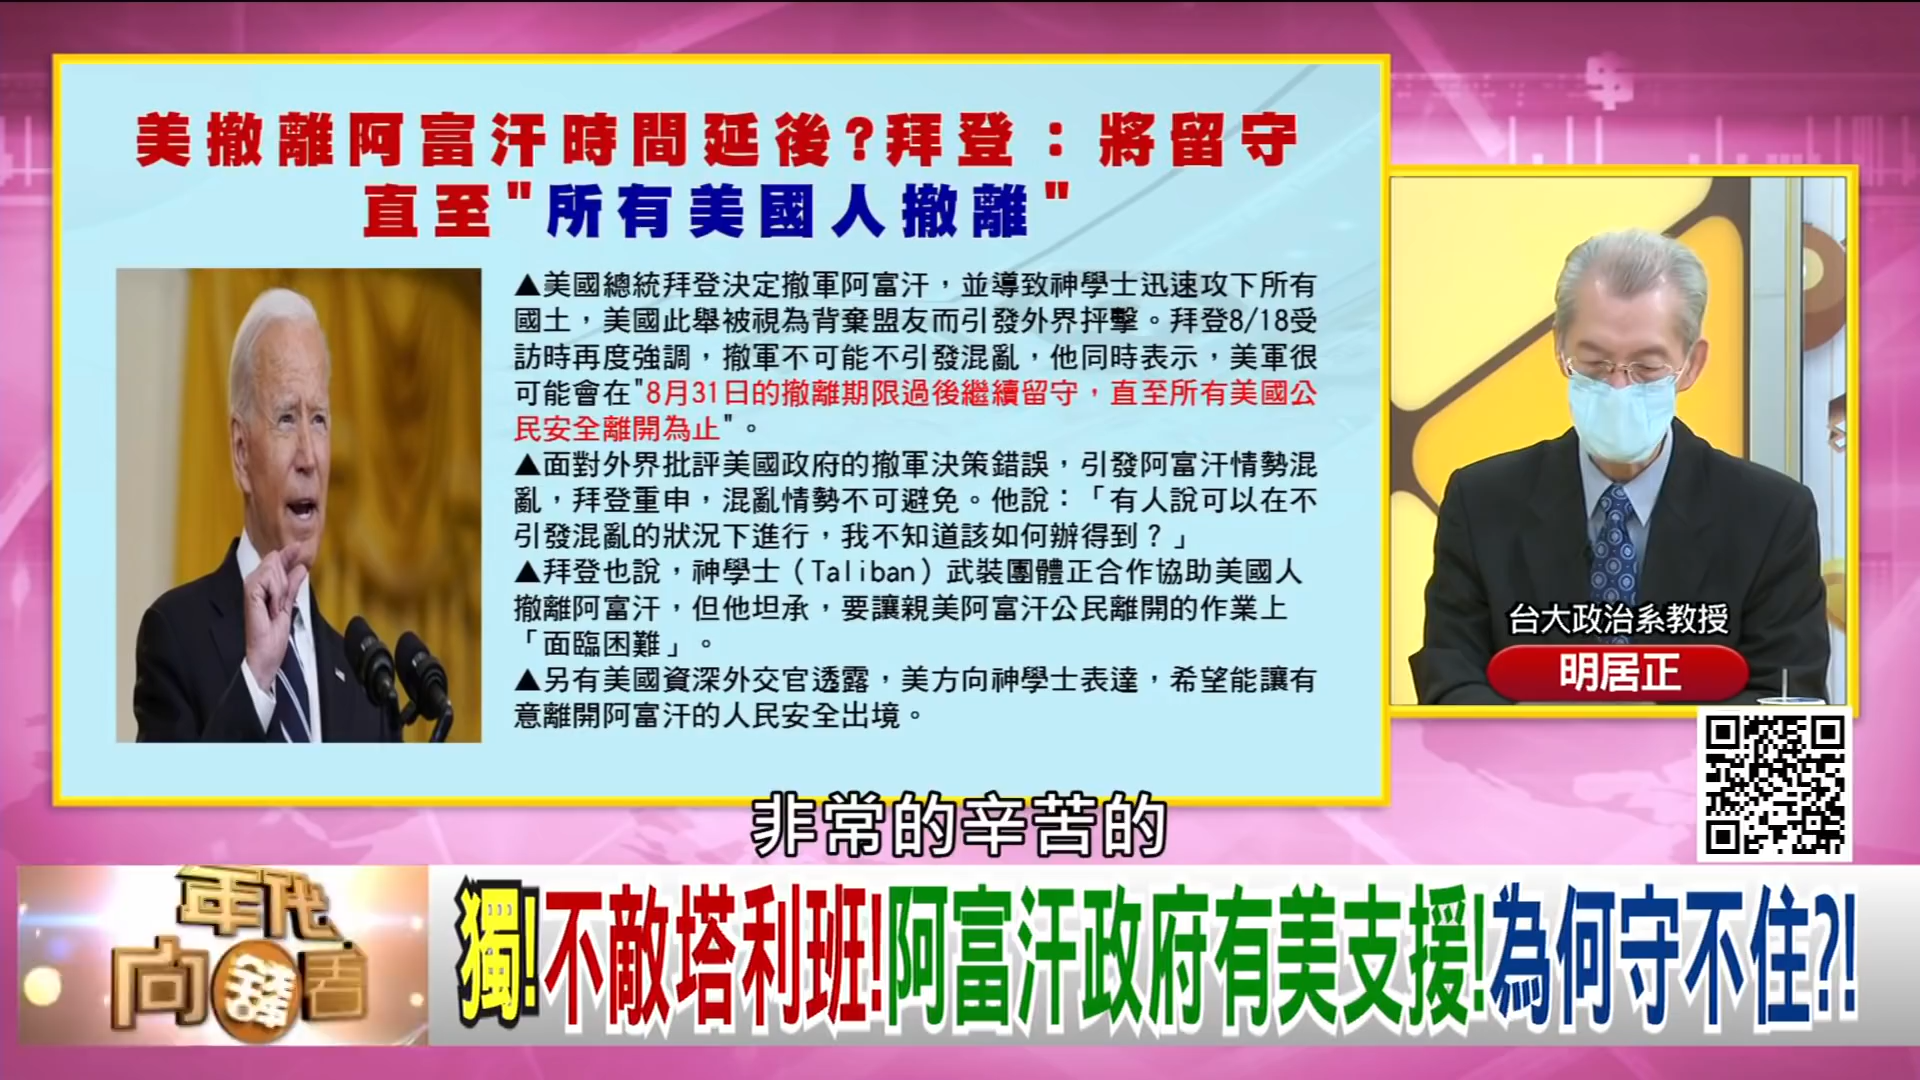 美撤離阿富汗時間延後?拜登：將留守
直至"所有美國人撤離"
▲美國總統拜登決定撤軍阿富汗，並導致神學士迅速攻下所有
國土，美國此舉被視為背棄盟友而引發外界抨擊。拜登8/18受
訪時再度強調，撤軍不可能不引發混亂，他同時表示，美軍很
可能會在"8月31日的撤離期限過後繼續留守，直至所有美國公
民安全離開為止"。
▲面對外界批評美國政府的撤軍決策錯誤，引發阿富汗情勢混
亂，拜登重申，混亂情勢不可避免。他說：「有人說可以在不
引發混亂的狀況下進行，我不知道該如何辦得到？」
▲拜登也說，神學士（Taliban）武裝團體正合作協助美國人
撤離阿富汗，但他坦承，要讓親美阿富汗公民離開的作業上
「面臨困難」。
▲另有美國資深外交官透露，美方向神學士表達，希望能讓有
意離開阿富汗的人民安全出境。
台大政治系教授
明居正
非常的辛苦的
年代
向錢看
獨!不敵塔利班!阿富汗政府有美支援!為何守不住?!